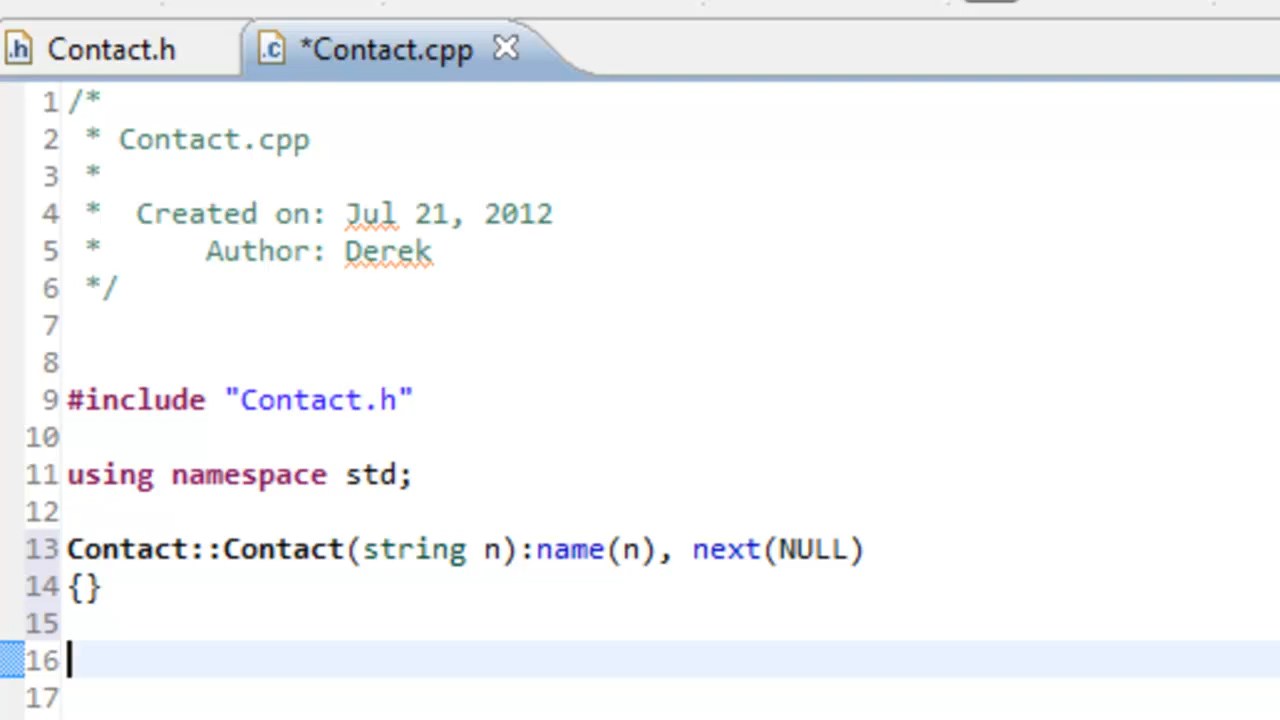 .h Contact.h .c *Contact.cpp
1 /*
2  * Contact.cpp
3  *
4  *  Created on: Jul 21, 2012
5  *      Author: Derek
6  */
7
8
9 #include "Contact.h"
10
11 using namespace std;
12
13 Contact::Contact(string n):name(n), next(NULL)
14 {}
15
16
17